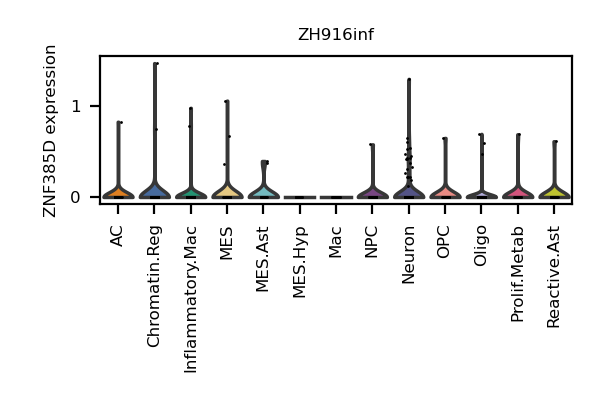 ZH916inf
ZNF385D expression
1
0
AC
Chromatin.Reg
Inflammatory.Mac
MES
MES.Ast
MES.Hyp
Mac
NPC
Neuron
OPC
Oligo
Prolif.Metab
Reactive.Ast